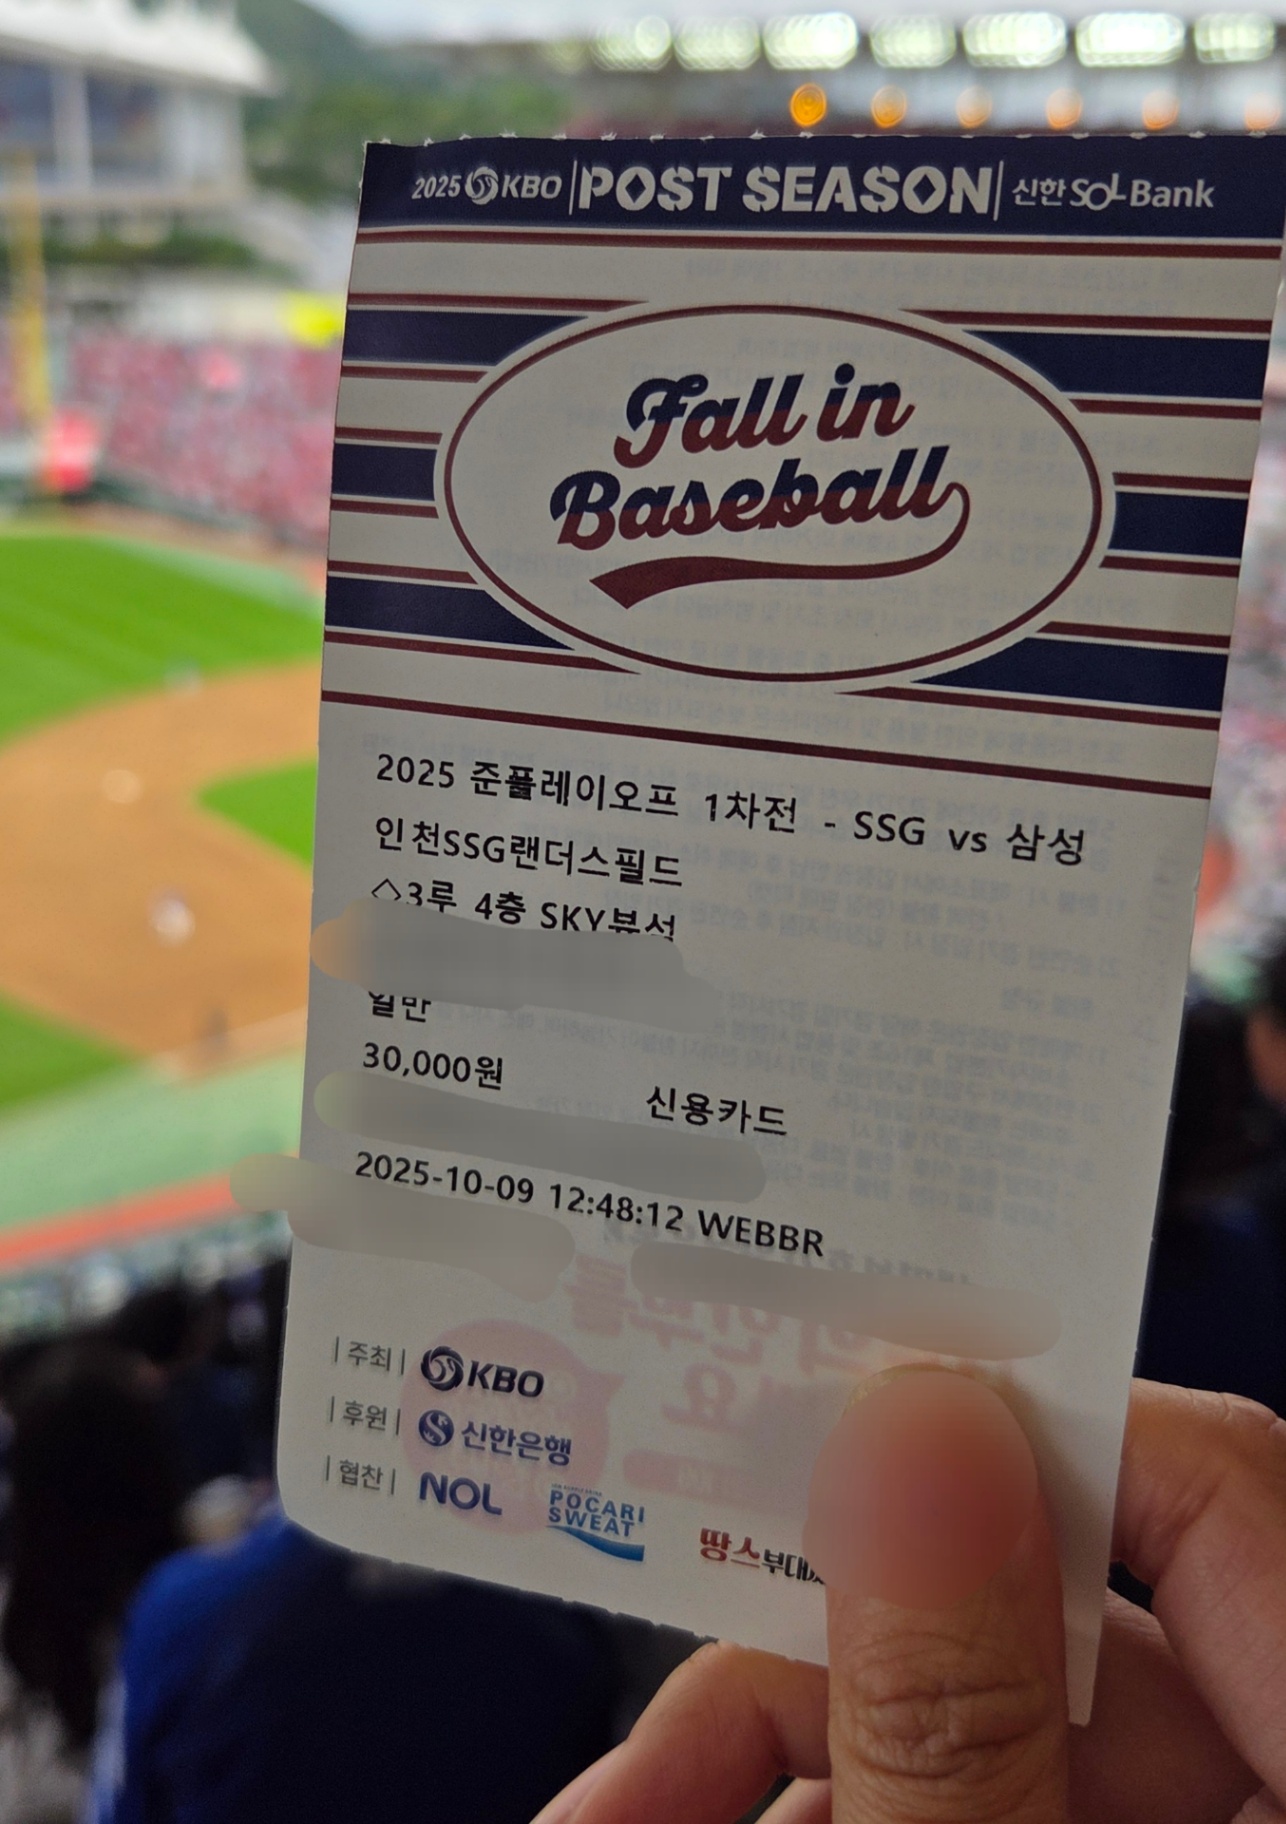 2025 KBO POST SEASON 신한 SOL Bank
Fall in
Baseball
2025 준플레이오프 1차전 - SSG vs 삼성
인천SSG랜더스필드
◇3루 4층 SKY뷰석
일반
30,000원 신용카드
2025-10-09 12:48:12 WEBBR
|주최| KBO
|후원| 신한은행
|협찬| NOL POCARI SWEAT 땅스부대